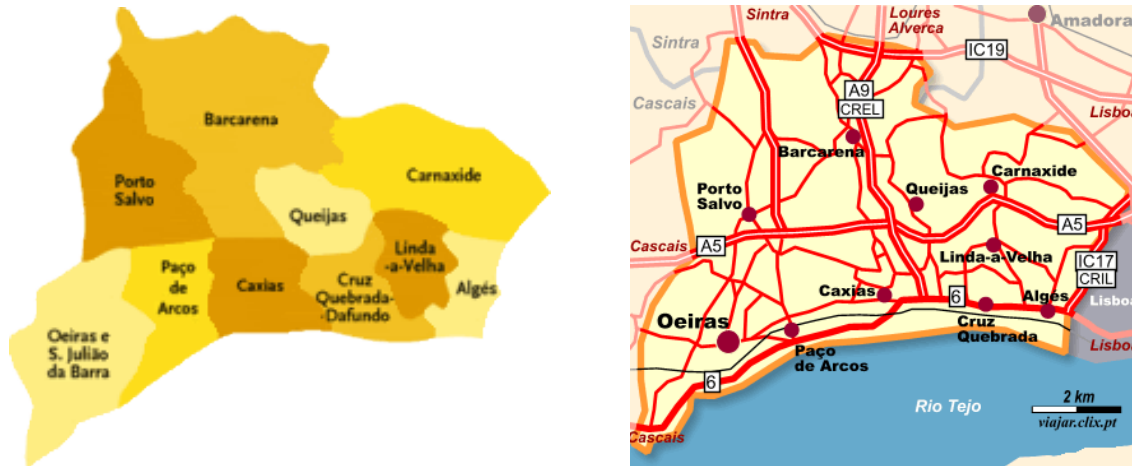 Barcarena
Carnaxide
Porto
Salvo
Queijas
Linda
-a-Velha
Paço
de
Arcos
Caxias
Cruz
Quebrada-
-Dafundo
Algés
Oeiras e
S. Julião
da Barra
Sintra
Loures
Alverca
Amadora
Sintra
IC19
Cascais
A9
CREL
Lisboa
Barcarena
Carnaxide
Porto
Salvo
Queijas
A5
Cascais
A5
Linda-a-Velha
IC17
CRIL
Caxias
6
Algés
Lisboa
Oeiras
Cruz
Quebrada
Paço
de Arcos
Lisboa
6
Rio Tejo
2 km
viajar.clix.pt
Cascais